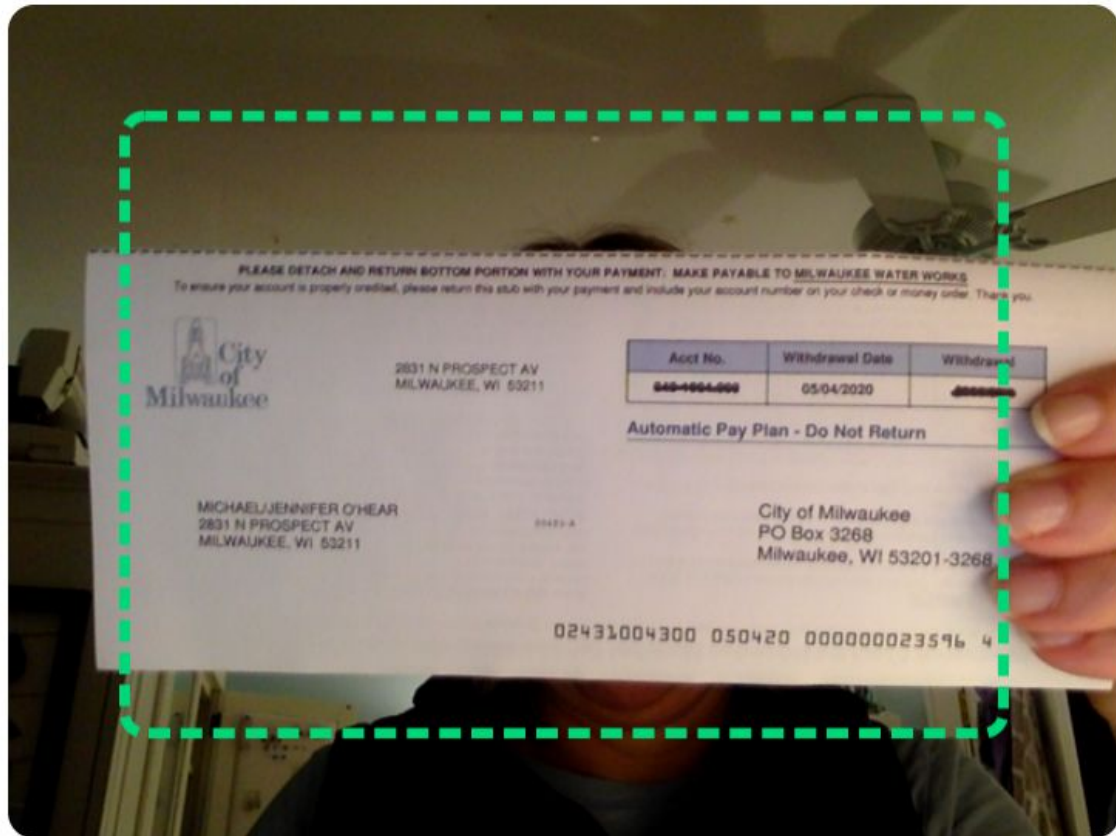 PLEASE DETACH AND RETURN BOTTOM PORTION WITH YOUR PAYMENT: MAKE PAYABLE TO MILWAUKEE WATER WORKS
To ensure your account is properly credited, please return this stub with your payment and include your account number on your check or money order. Thank you.
City
of
Milwaukee
2831 N PROSPECT AV
MILWAUKEE, WI 53211
Acct No. Withdrawal Date Withdrawal
05/04/2020
Automatic Pay Plan - Do Not Return
MICHAEL/JENNIFER O'HEAR
2831 N PROSPECT AV
MILWAUKEE, WI 53211
City of Milwaukee
PO Box 3268
Milwaukee, WI 53201-3268
02431004300 050420 000000023596 4